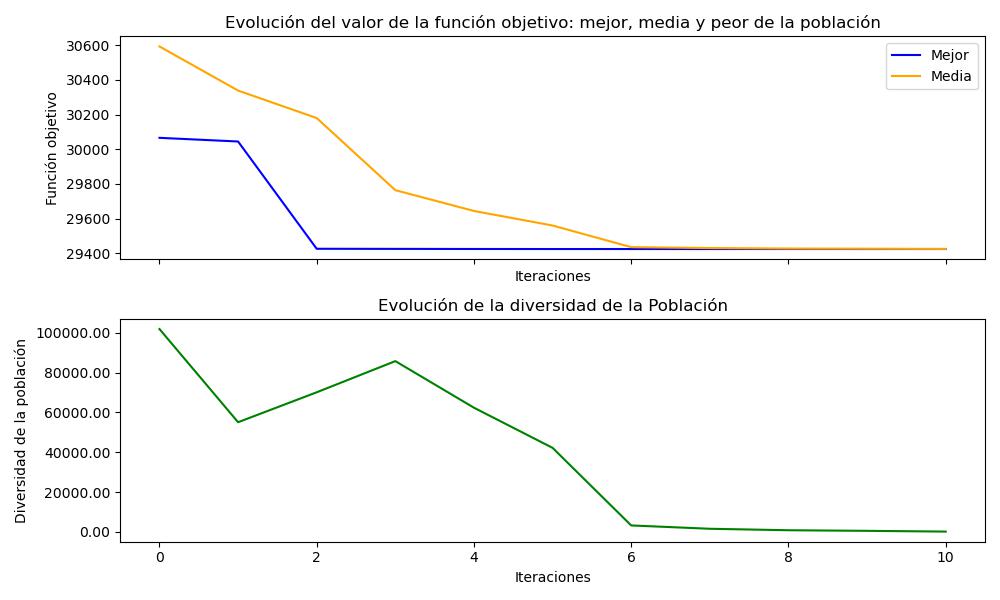 Evolución del valor de la función objetivo: mejor, media y peor de la población
30600
30400
30200
30000
29800
29600
29400
Función objetivo
Mejor
Media
Iteraciones
Evolución de la diversidad de la Población
100000.00
80000.00
60000.00
40000.00
20000.00
0.00
Diversidad de la población
0 2 4 6 8 10
Iteraciones